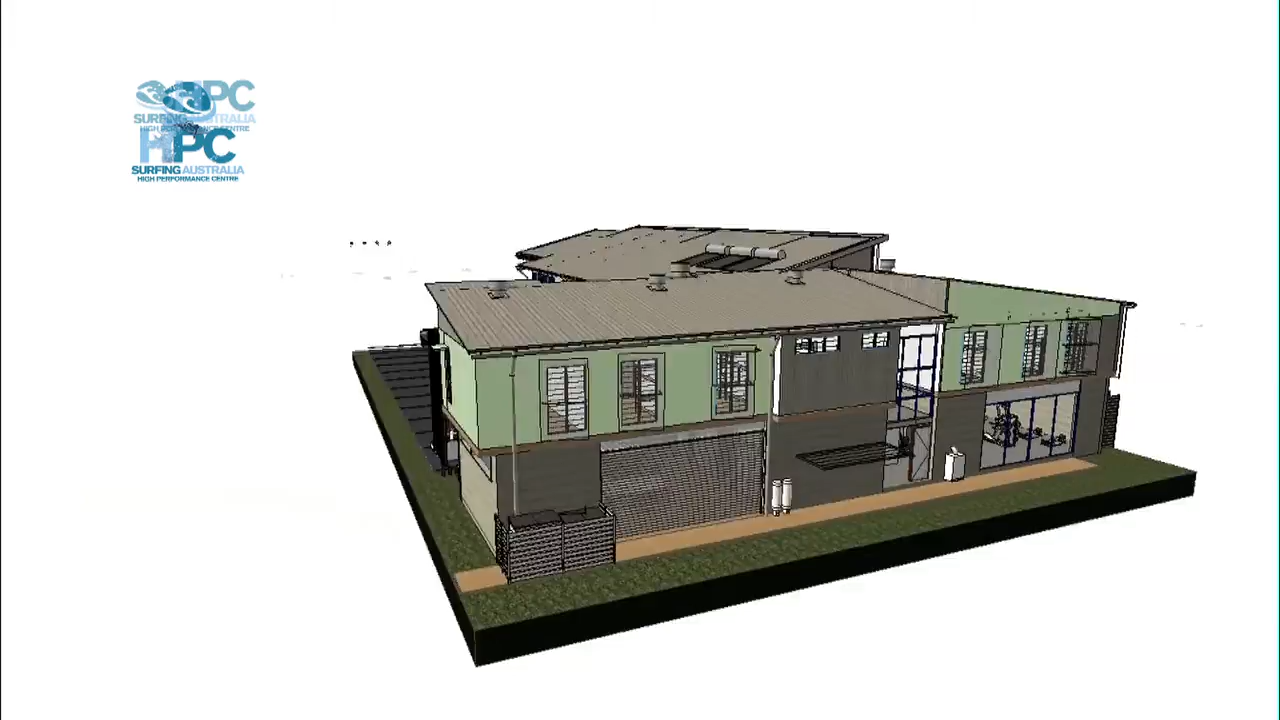 HPC
SURFING AUSTRALIA
HIGH PERFORMANCE CENTRE
HPC
SURFING AUSTRALIA
HIGH PERFORMANCE CENTRE